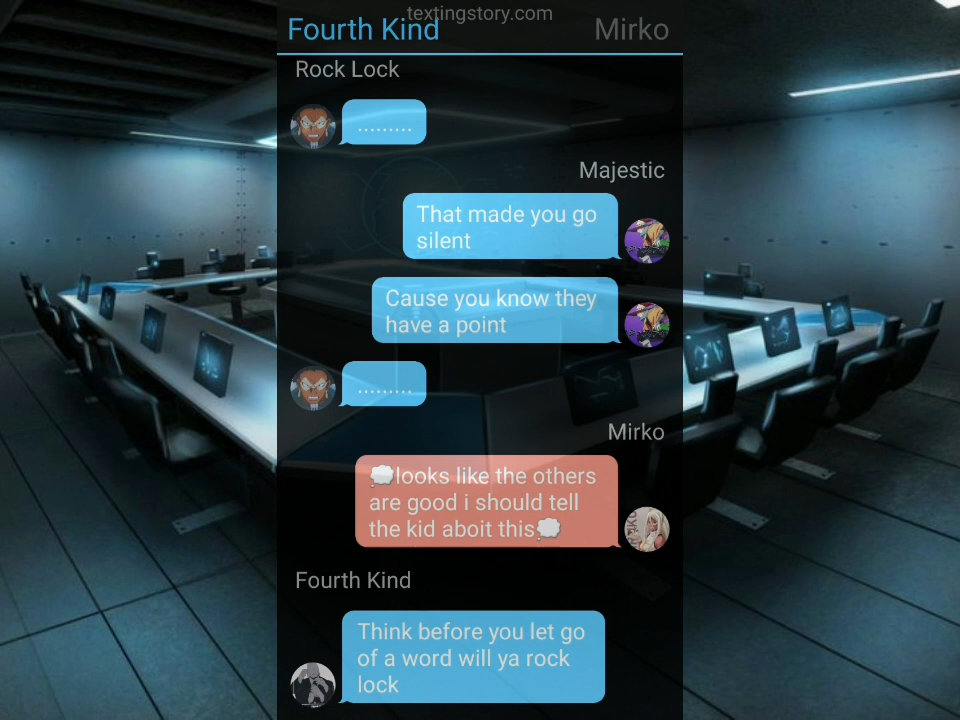 textingstory.com
Fourth Kind
Mirko
Rock Lock
.........
Majestic
That made you go
silent
Cause you know they
have a point
.........
Mirko
💭looks like the others
are good i should tell
the kid aboit this💭
Fourth Kind
Think before you let go
of a word will ya rock
lock